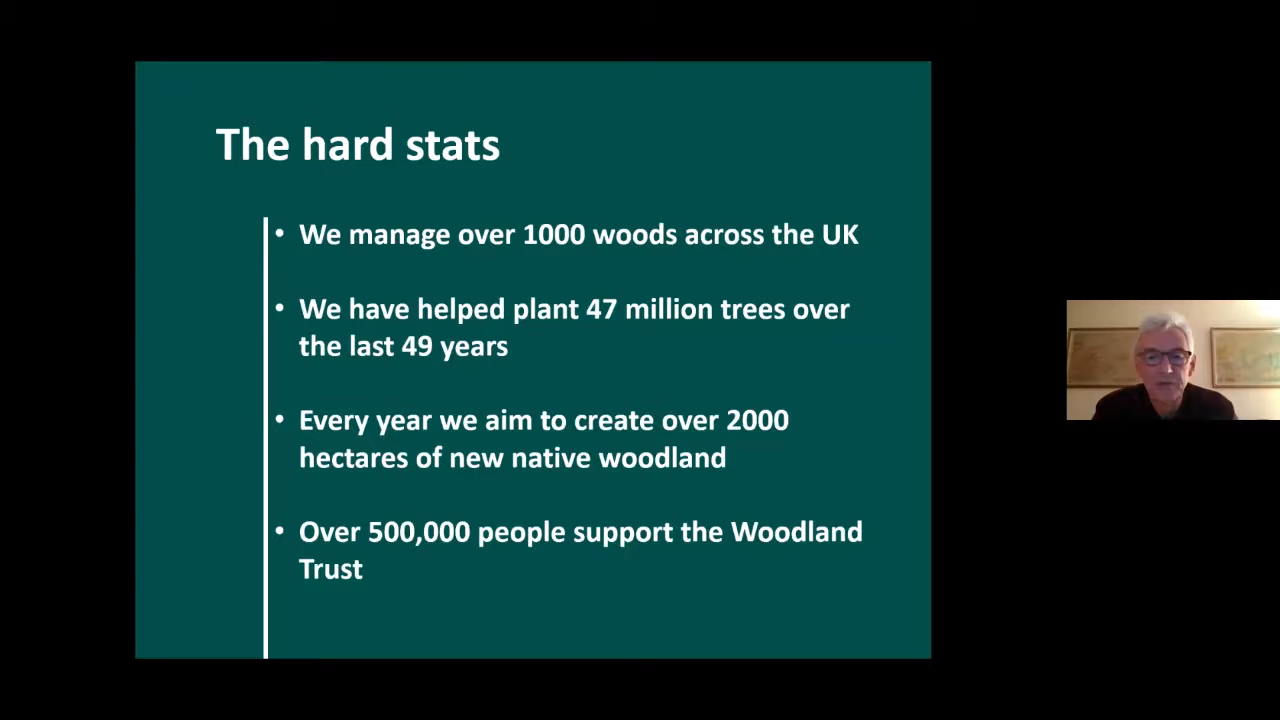 The hard stats
• We manage over 1000 woods across the UK
• We have helped plant 47 million trees over
the last 49 years
• Every year we aim to create over 2000
hectares of new native woodland
• Over 500,000 people support the Woodland
Trust